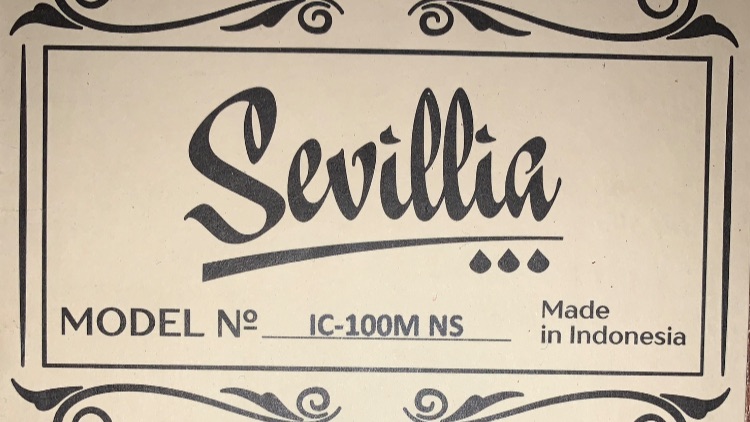 Sevillia
MODEL Nº IC-100M NS
Made
in Indonesia